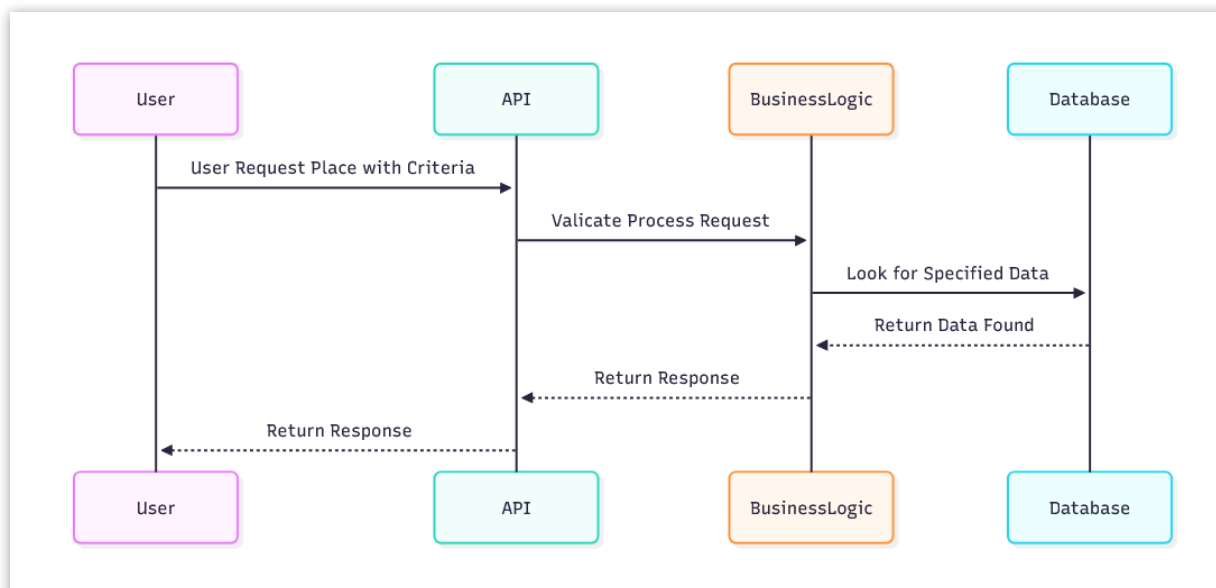 User
API
BusinessLogic
Database
User Request Place with Criteria
Valicate Process Request
Look for Specified Data
Return Data Found
Return Response
Return Response
User
API
BusinessLogic
Database